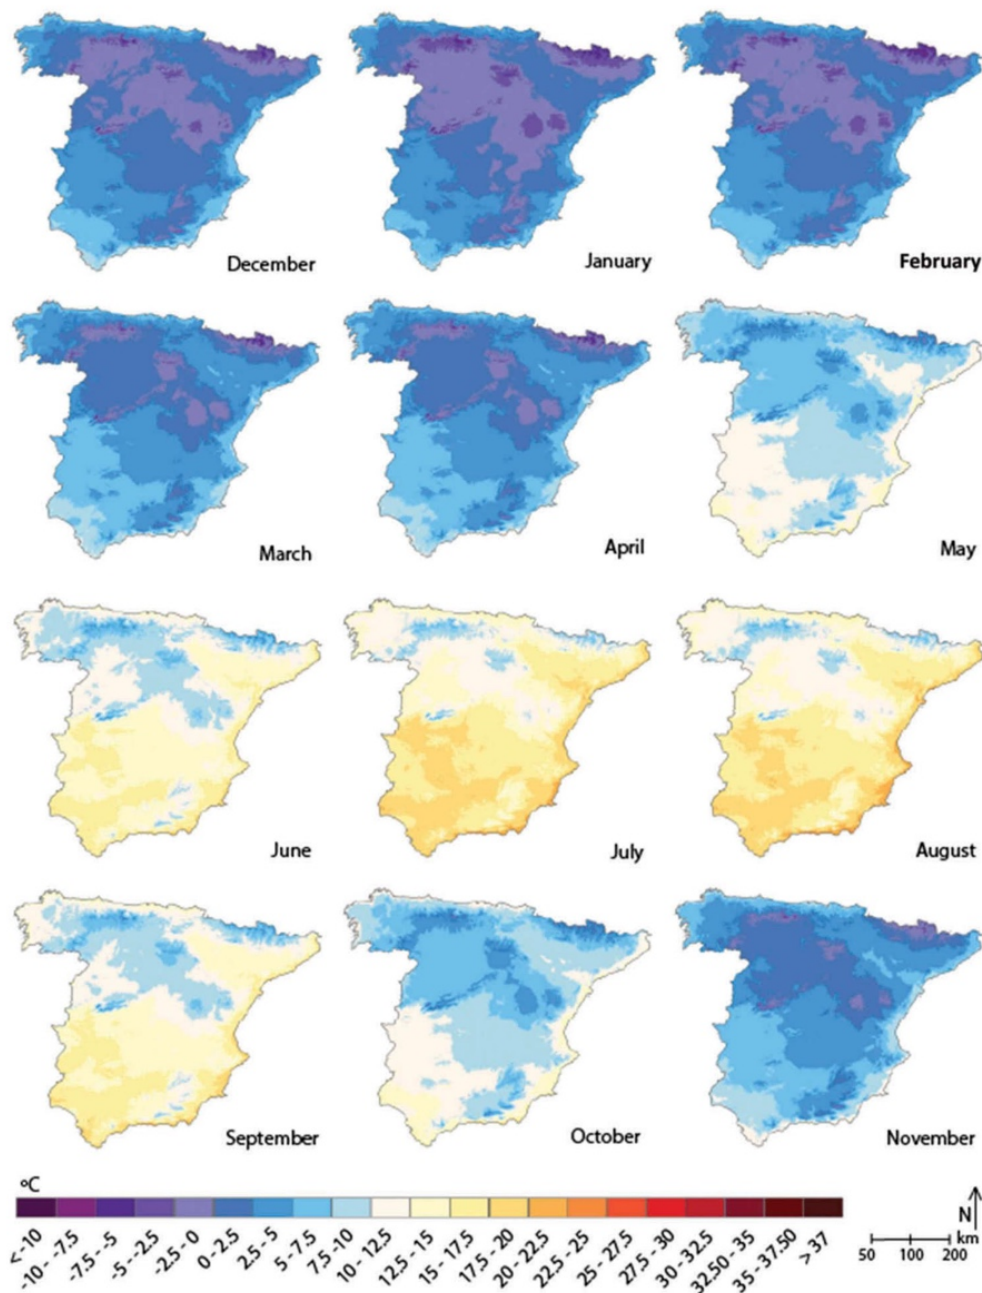 December
January
February
March
April
May
June
July
August
September
October
November
ºC
< -10
-10 - -7.5
-7.5 - -5
-5 - -2.5
-2.5 - 0
0 - 2.5
2.5 - 5
5 - 7.5
7.5 - 10
10 - 12.5
12.5 - 15
15 - 17.5
17.5 - 20
20 - 22.5
22.5 - 25
25 - 27.5
27.5 - 30
30 - 32.5
32.50 - 35
35 - 37.50
> 37
N
km
50 100 200